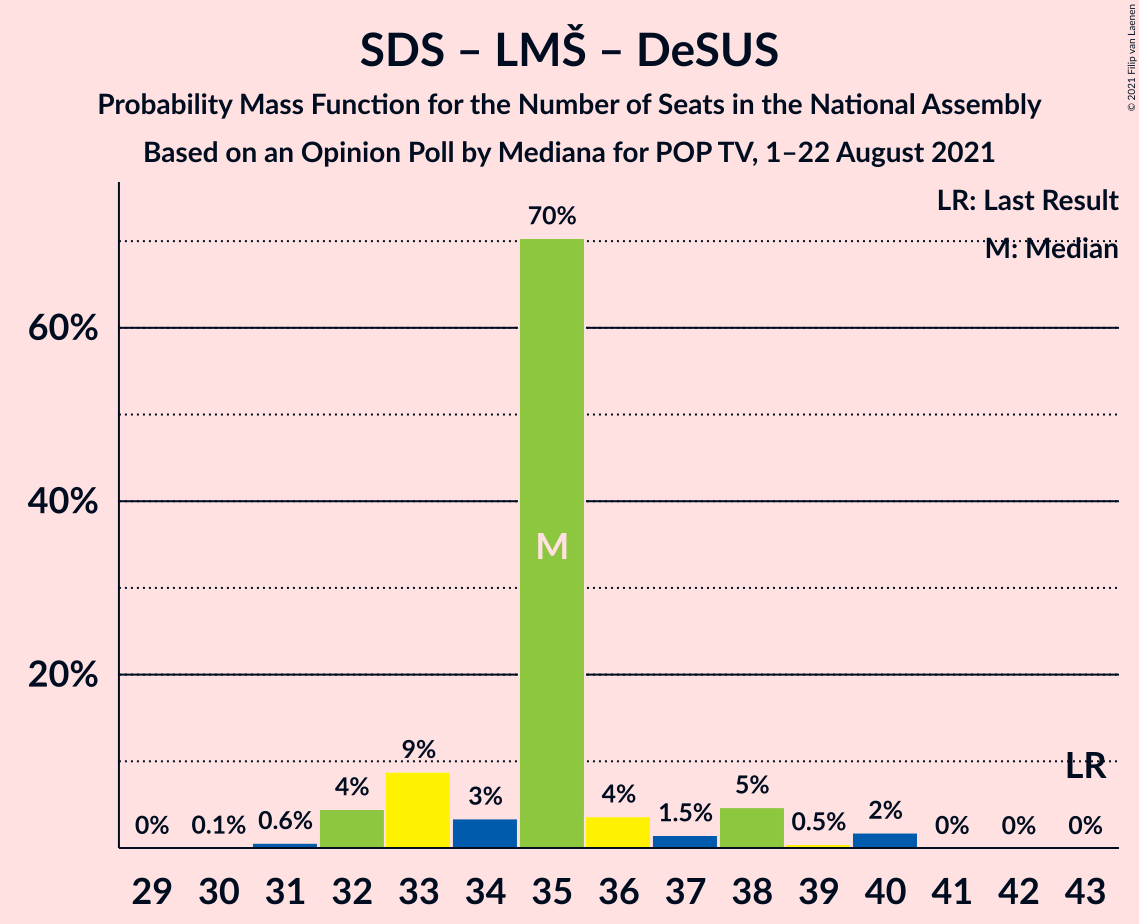 SDS – LMŠ – DeSUS
Probability Mass Function for the Number of Seats in the National Assembly
Based on an Opinion Poll by Mediana for POP TV, 1–22 August 2021
© 2021 Filip van Laenen
LR: Last Result
M: Median
70%
60%
40%
M
20%
LR
9%
5%
4%
4%
3%
2%
1.5%
0.6%
0.5%
0% 0.1% 0% 0% 0%
29 30 31 32 33 34 35 36 37 38 39 40 41 42 43